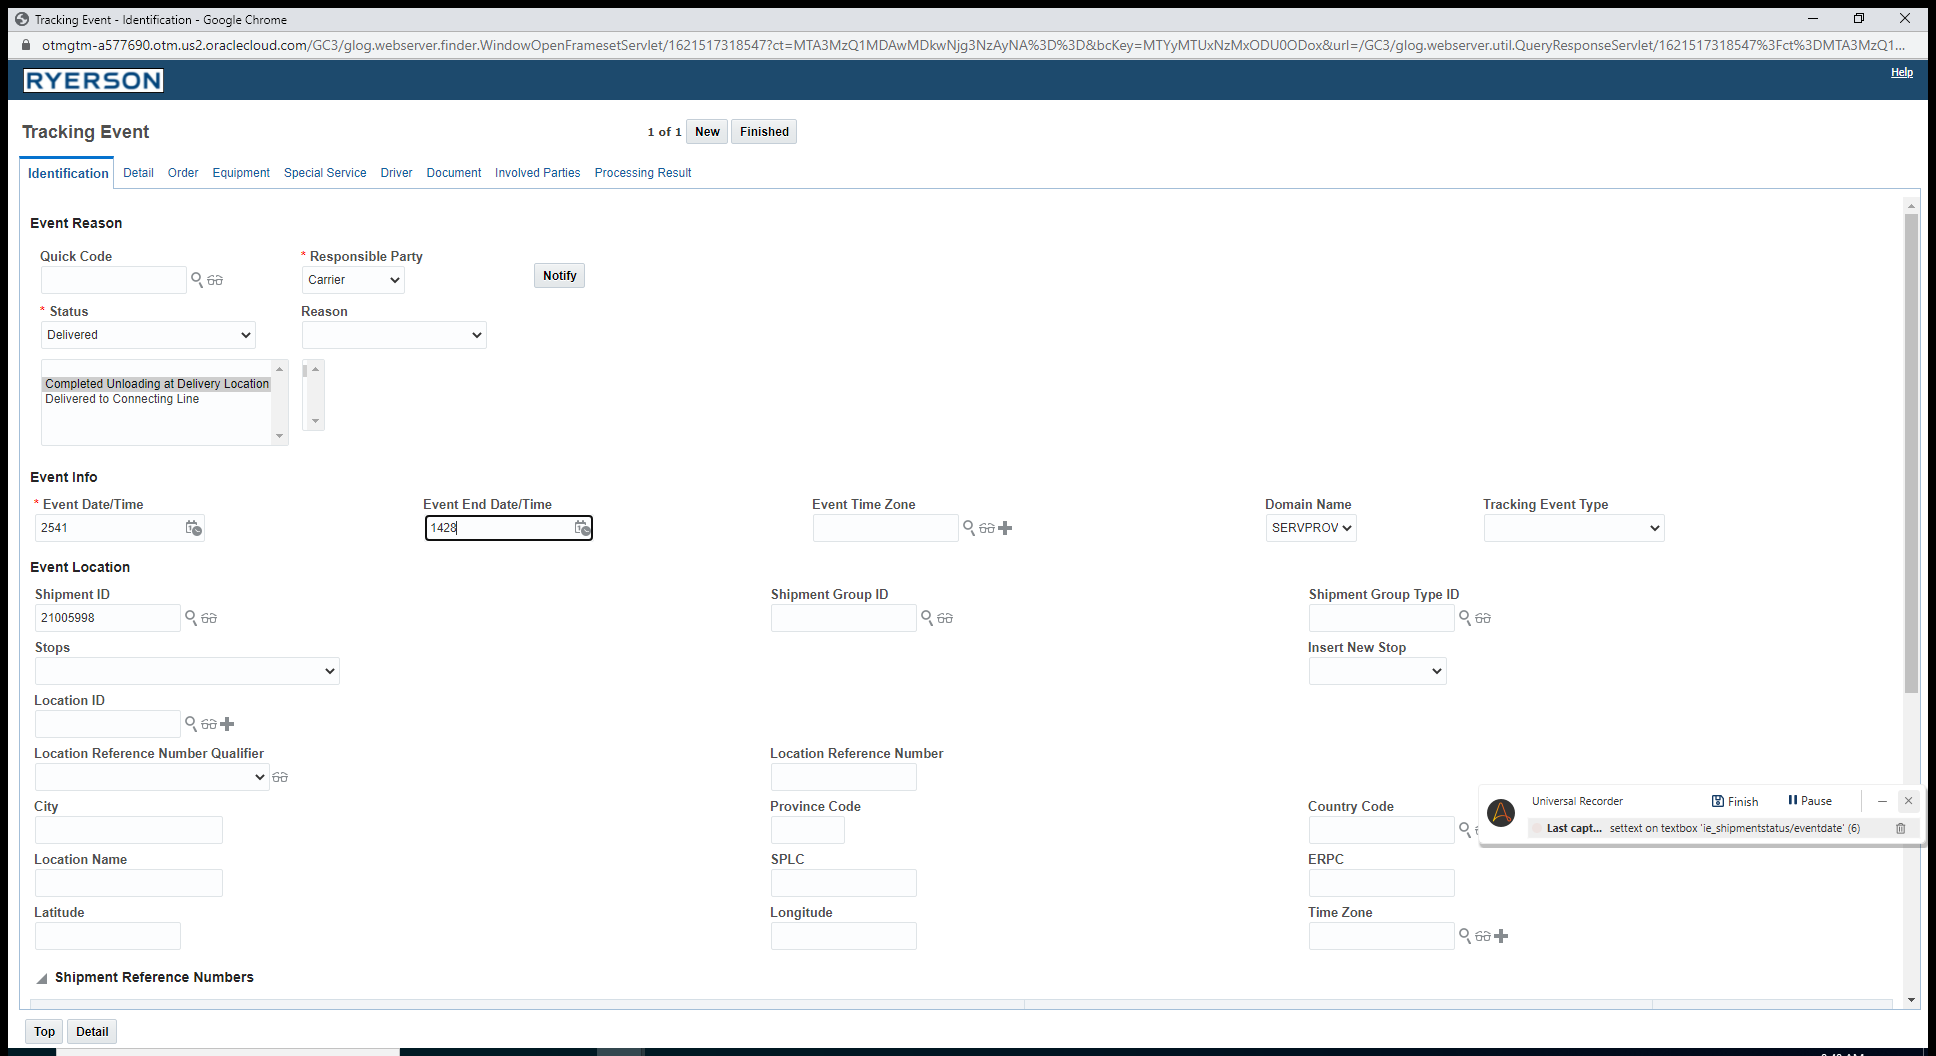 Tracking Event - Identification - Google Chrome
otmgtm-a577690.otm.us2.oraclecloud.com/GC3/glog.webserver.finder.WindowOpenFramesetServlet/1621517318547?ct=MTA3MzQ1MDAwMDkwNjg3NzAyNA%3D%3D&bcKey=MTYyMTUxNzMxODU0ODox&url=/GC3/glog.webserver.util.QueryResponseServlet/1621517318547%3Fct%3DMTA3MzQ1...
RYERSON
Help
Tracking Event
1 of 1 New Finished
Identification Detail Order Equipment Special Service Driver Document Involved Parties Processing Result
Event Reason
Quick Code * Responsible Party
Carrier
Notify
* Status Reason
Delivered
Completed Unloading at Delivery Location
Delivered to Connecting Line
Event Info
* Event Date/Time Event End Date/Time Event Time Zone Domain Name Tracking Event Type
2541 1428 SERVPROV
Event Location
Shipment ID Shipment Group ID Shipment Group Type ID
21005998
Stops Insert New Stop
Location ID
Location Reference Number Qualifier Location Reference Number
City Province Code Country Code
Universal Recorder Finish Pause
Last capt... settext on textbox 'ie_shipmentstatus/eventdate' (6)
Location Name SPLC ERPC
Latitude Longitude Time Zone
Shipment Reference Numbers
Top Detail